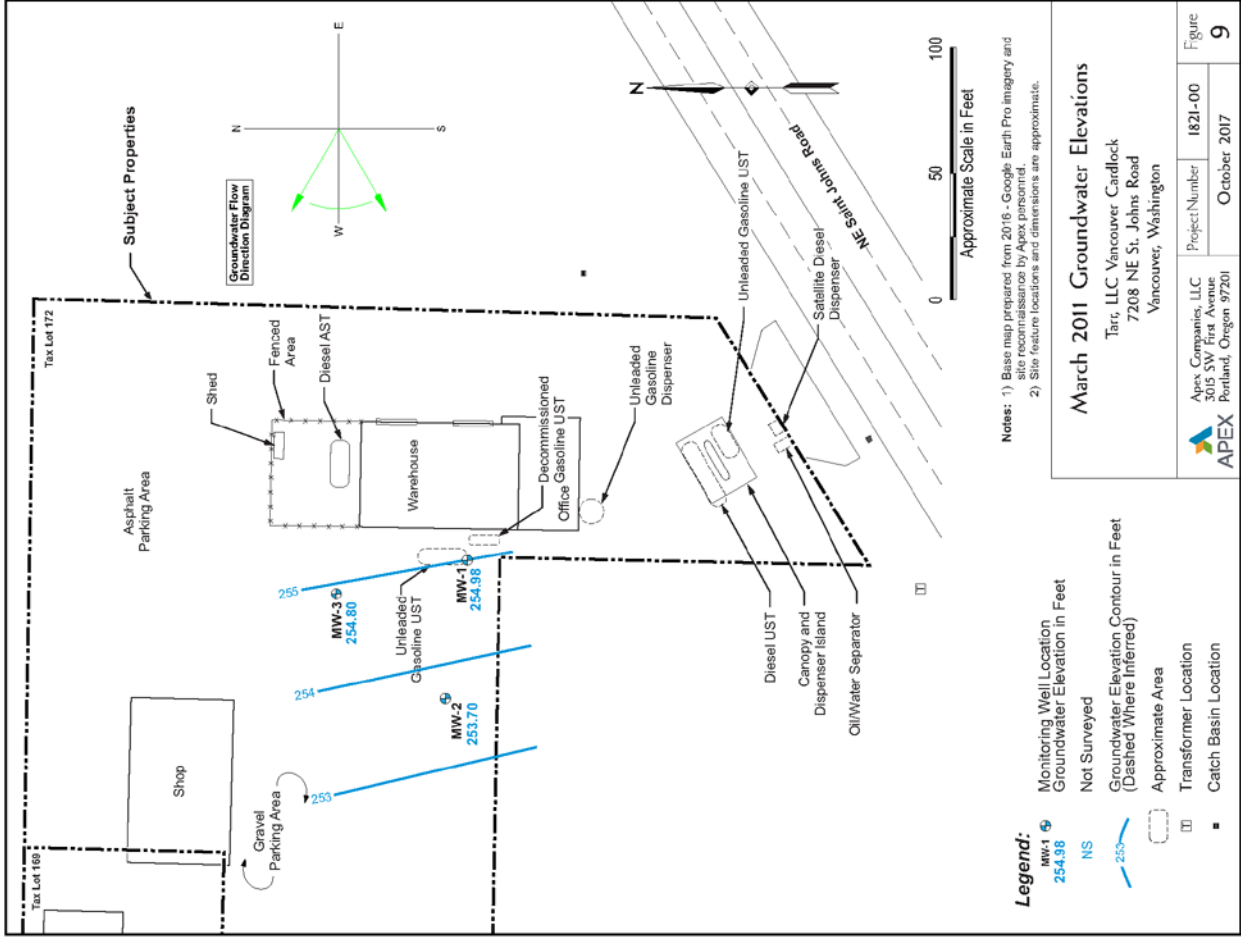 Tax Lot 169
Tax Lot 172
Subject Properties
Shop
Asphalt
Parking Area
Gravel
Parking Area
Shed
Fenced
Area
Diesel AST
Warehouse
Office
Decommissioned
Gasoline UST
Unleaded
Gasoline UST
Unleaded
Gasoline
Dispenser
255
254
253
MW-3
254.80
MW-1
254.98
MW-2
253.70
Groundwater Flow
Direction Diagram
N
E
S
W
Diesel UST
Canopy and
Dispenser Island
Oil/Water Separator
Unleaded Gasoline UST
Satellite Diesel
Dispenser
NE Saint Johns Road
N
0
50
100
Approximate Scale in Feet
Legend:
MW-1
254.98
Monitoring Well Location
Groundwater Elevation in Feet
NS
Not Surveyed
253
Groundwater Elevation Contour in Feet
(Dashed Where Inferred)
Approximate Area
T
Transformer Location
Catch Basin Location
Notes: 1) Base map prepared from 2016 - Google Earth Pro imagery and
site reconnaissance by Apex personnel.
2) Site feature locations and dimensions are approximate.
March 2011 Groundwater Elevations
Tarr, LLC Vancouver Cardlock
7208 NE St. Johns Road
Vancouver, Washington
APEX
Apex Companies, LLC
3015 SW First Avenue
Portland, Oregon 97201
Project Number
1821-00
October 2017
Figure
9